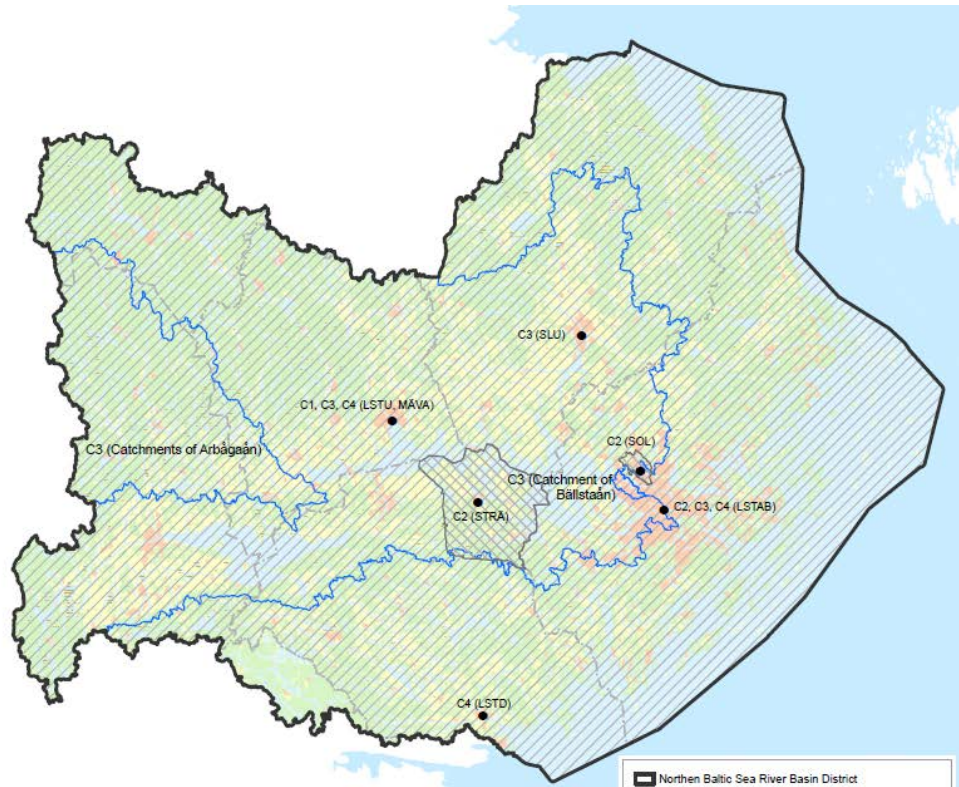 C3 (SLU)
C1, C3, C4 (LSTU, MÄVA)
C3 (Catchments of Arbågaån)
C2 (SOL)
C3 (Catchment of
Bällstaån)
C2 (STRÄ)
C2, C3, C4 (LSTAB)
C4 (LSTD)
Northen Baltic Sea River Basin District